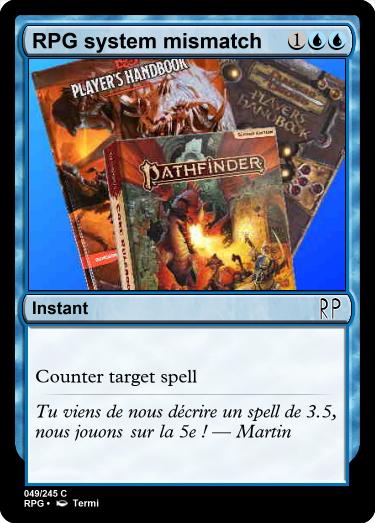 RPG system mismatch 1
PLAYER'S HANDBOOK
PLAYERS
HANDBOOK
PATHFINDER
Instant RP
Counter target spell
Tu viens de nous décrire un spell de 3.5,
nous jouons sur la 5e ! — Martin
049/245 C
RPG • Termi